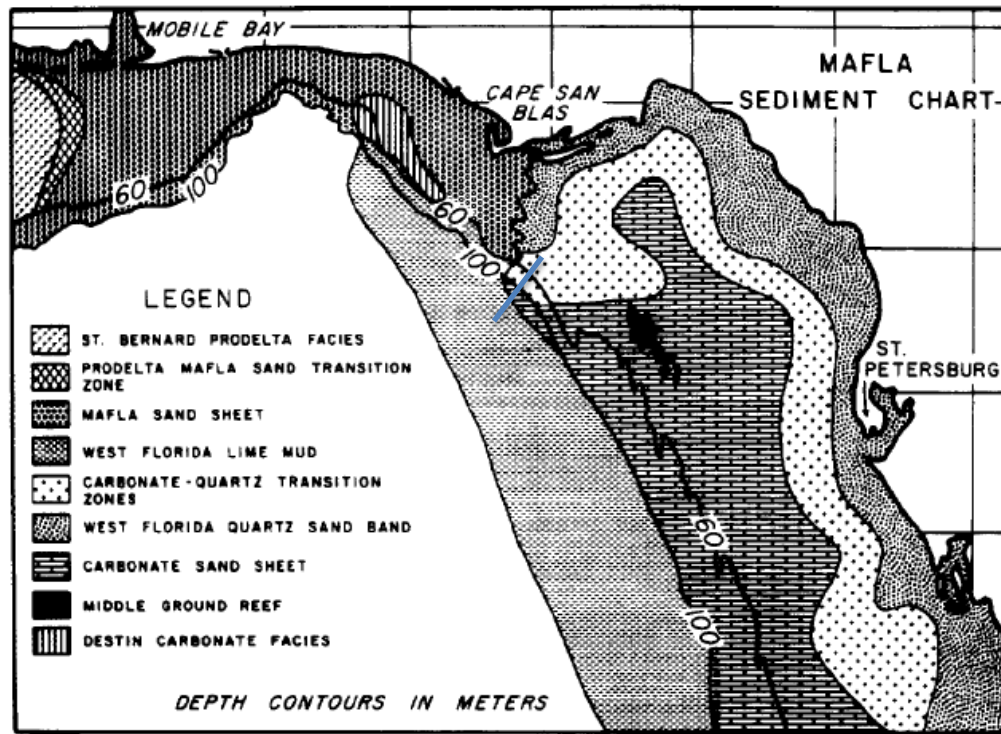 MOBILE BAY
CAPE SAN
BLAS
MAFLA
SEDIMENT CHART
60
100
60
100
LEGEND
ST. BERNARD PRODELTA FACIES
PRODELTA MAFLA SAND TRANSITION
ZONE
MAFLA SAND SHEET
WEST FLORIDA LIME MUD
CARBONATE-QUARTZ TRANSITION
ZONES
WEST FLORIDA QUARTZ SAND BAND
CARBONATE SAND SHEET
MIDDLE GROUND REEF
DESTIN CARBONATE FACIES
ST.
PETERSBURG
60
100
DEPTH CONTOURS IN METERS